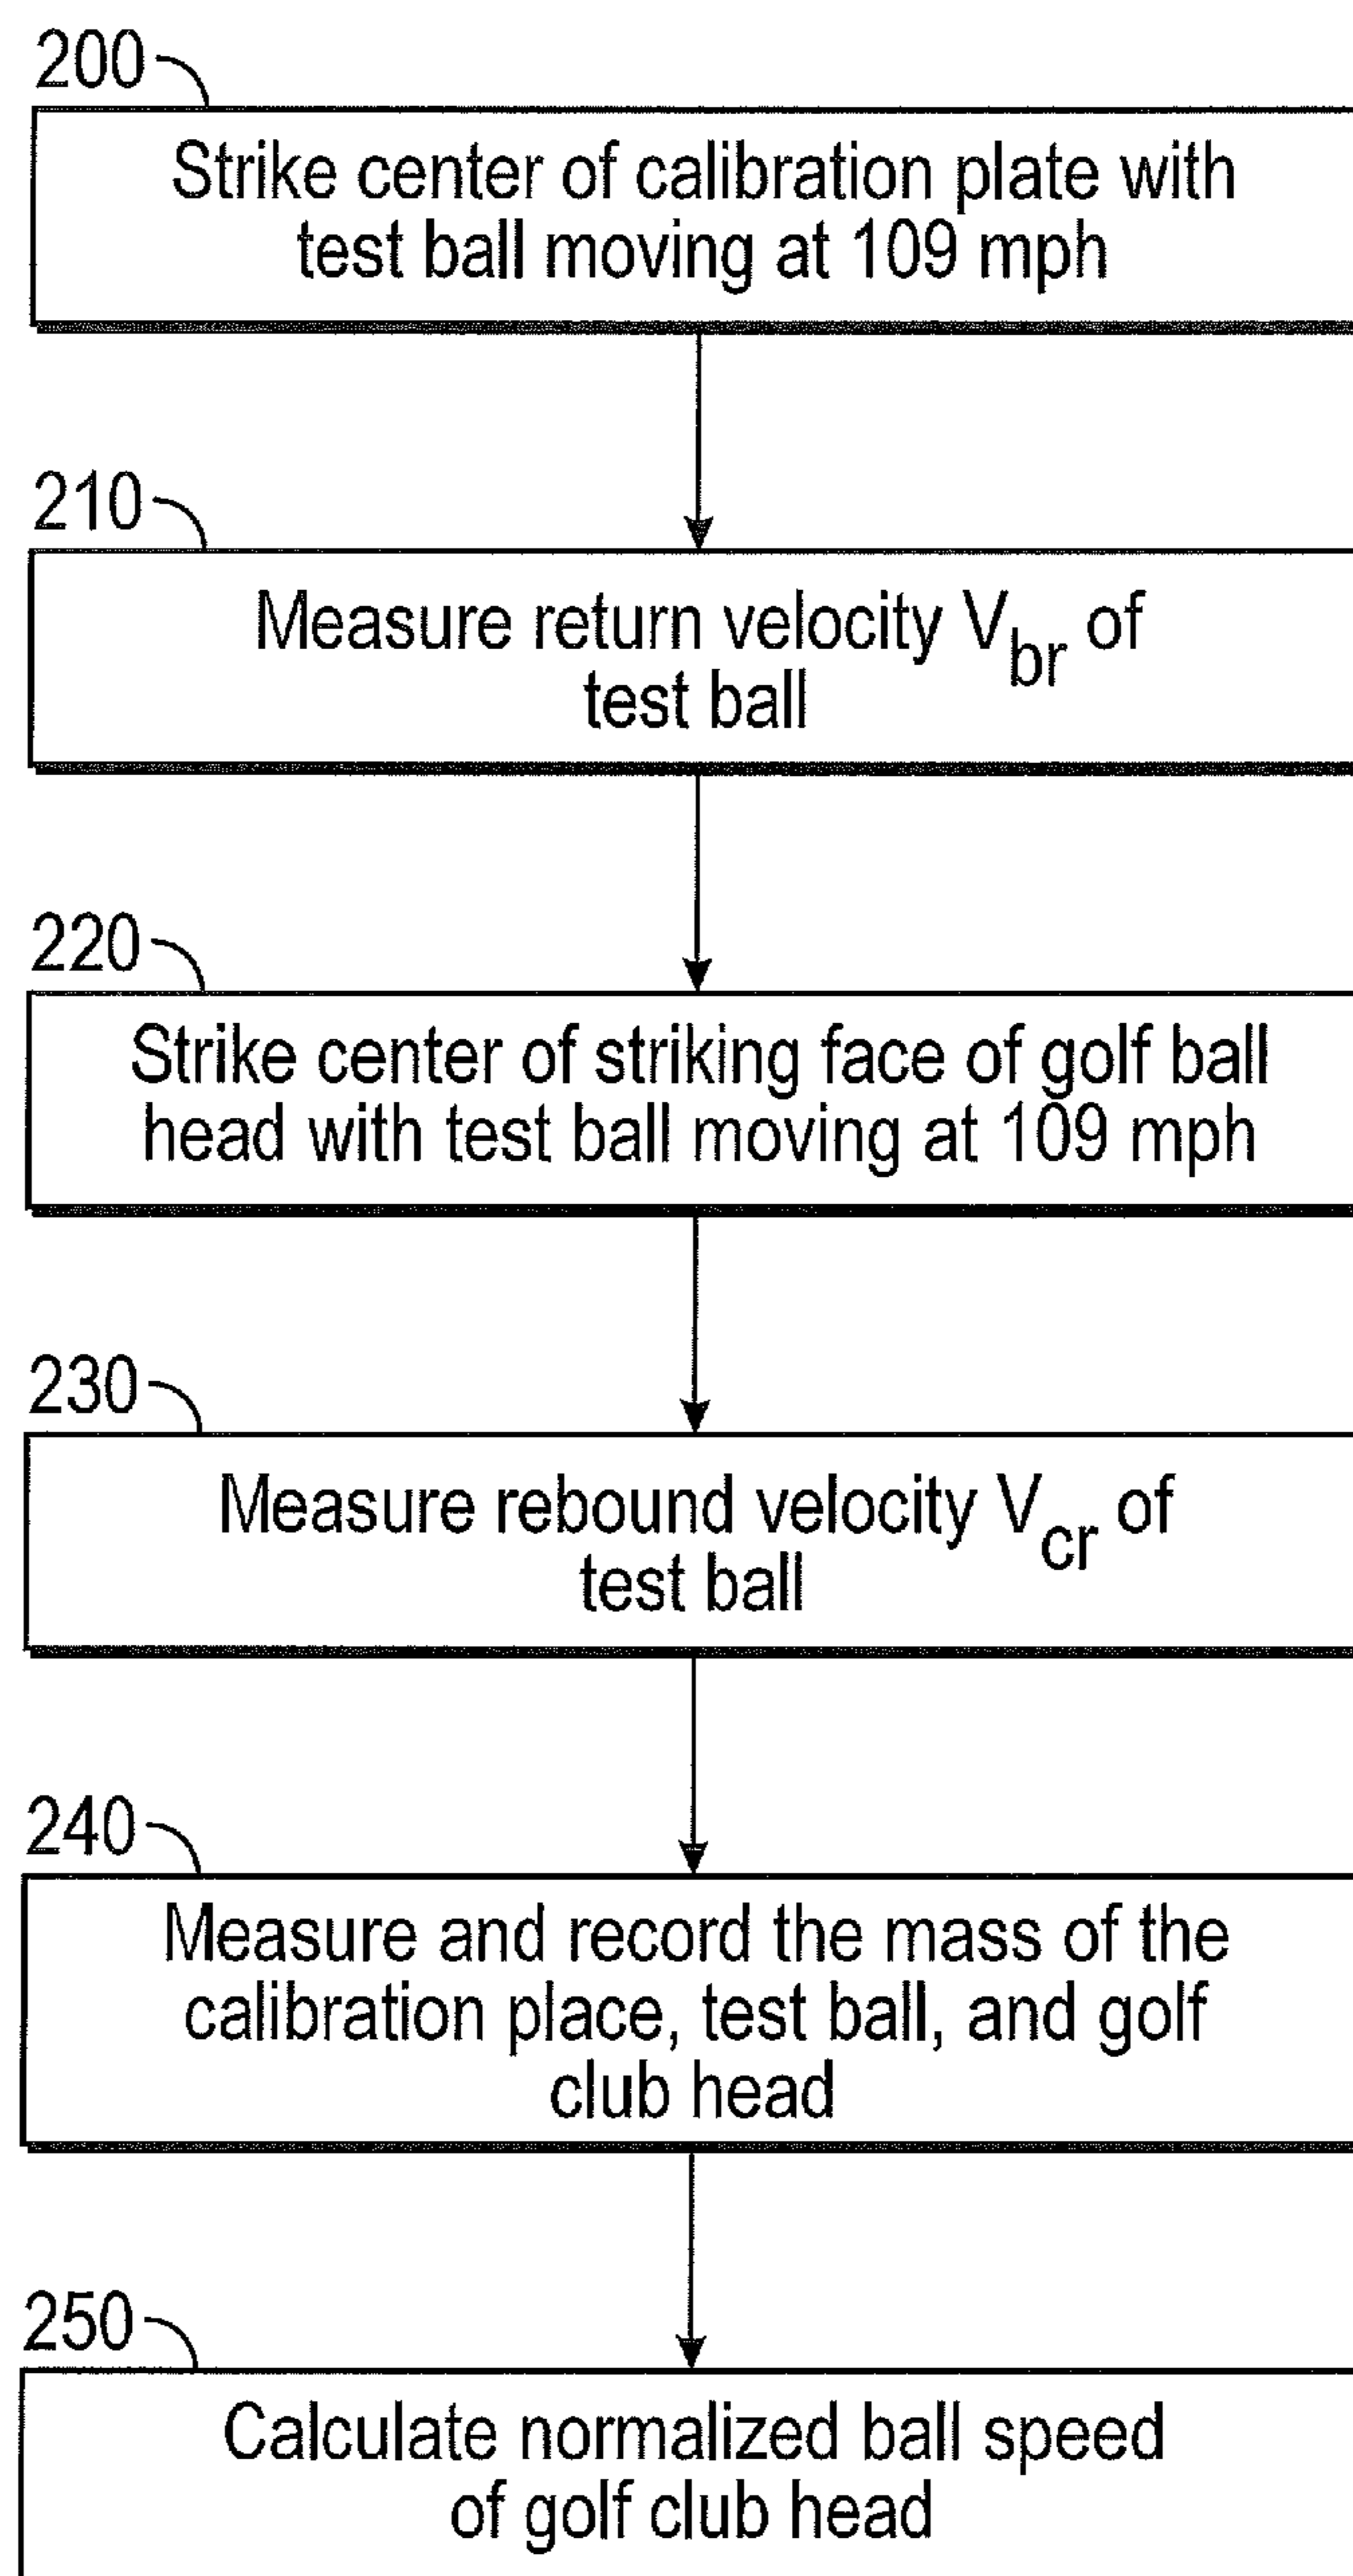 200
Strike center of calibration plate with
test ball moving at 109 mph
210
Measure return velocity Vbr of
test ball
220
Strike center of striking face of golf ball
head with test ball moving at 109 mph
230
Measure rebound velocity Vcr of
test ball
240
Measure and record the mass of the
calibration place, test ball, and golf
club head
250
Calculate normalized ball speed
of golf club head